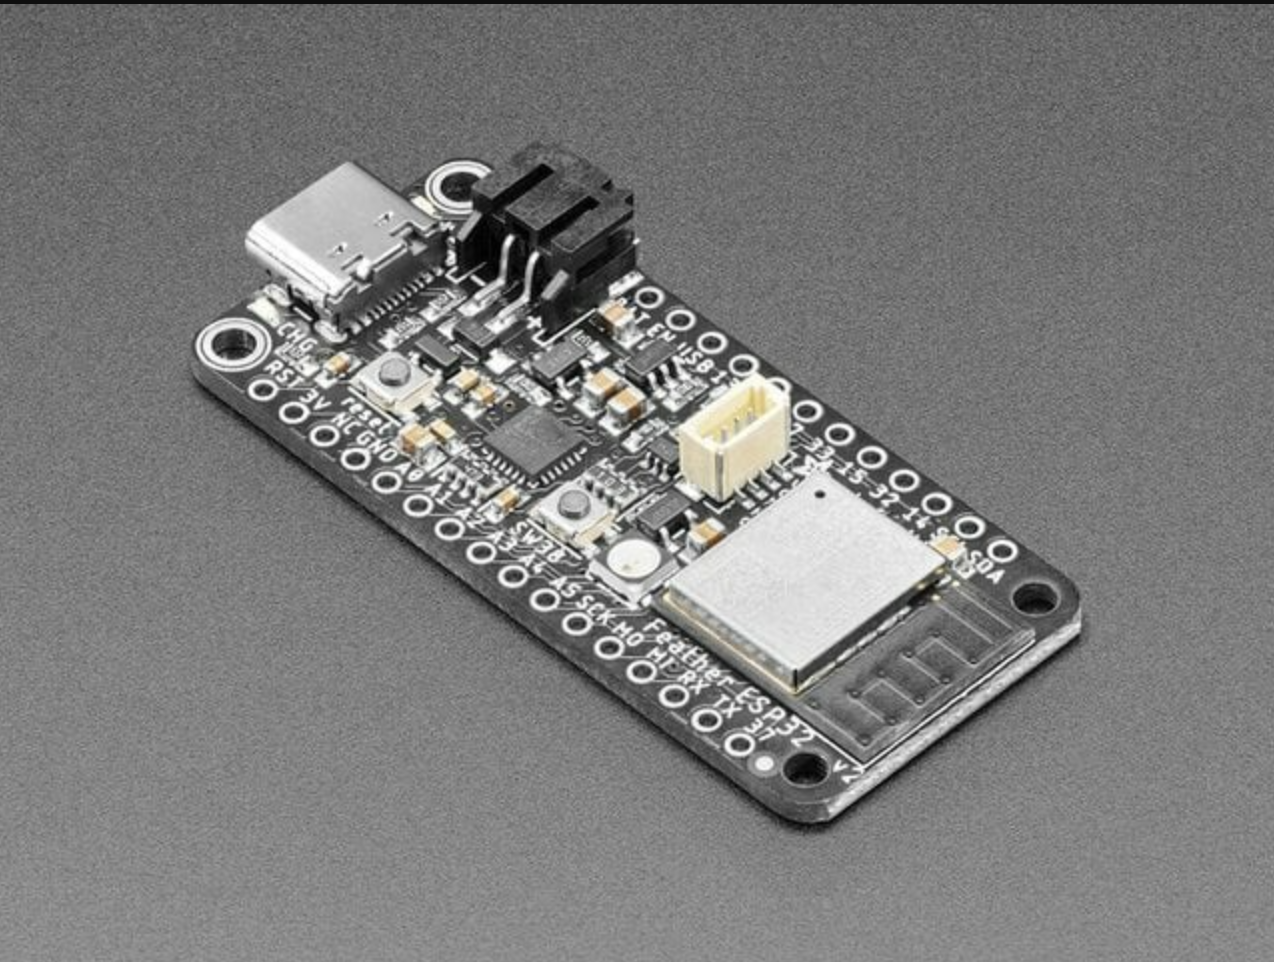 CHG
RST
3V
NC
GND
A0
A1
A2
A3
A4
A5
SCK
MO
MI
RX
TX
37
reset
SW38
Feather ESP32 v2
EN
USB
33
15
32
14
SDA